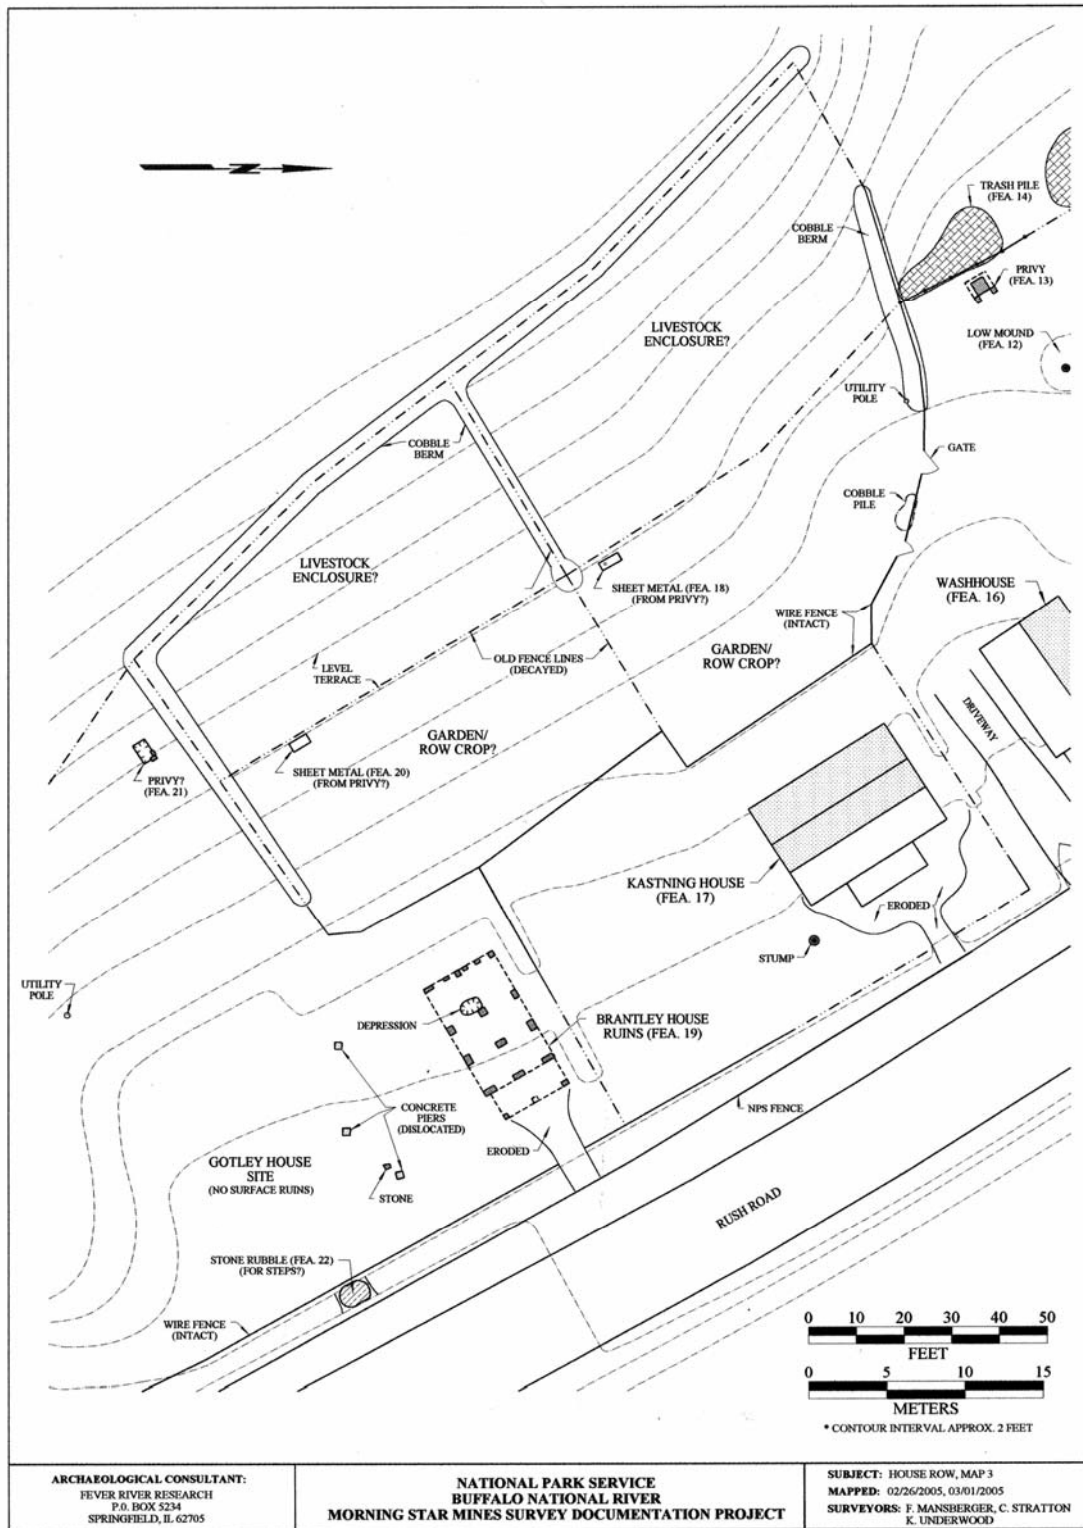 N
TRASH PILE
(FEA. 14)
COBBLE
BERM
PRIVY
(FEA. 13)
LIVESTOCK
ENCLOSURE?
LOW MOUND
(FEA. 12)
UTILITY
POLE
COBBLE
BERM
GATE
COBBLE
PILE
LIVESTOCK
ENCLOSURE?
SHEET METAL (FEA. 18)
(FROM PRIVY?)
WASHHOUSE
(FEA. 16)
WIRE FENCE
(INTACT)
OLD FENCE LINES
(DECAYED)
GARDEN/
ROW CROP?
LEVEL
TERRACE
DRIVEWAY
GARDEN/
ROW CROP?
PRIVY?
(FEA. 21)
SHEET METAL (FEA. 20)
(FROM PRIVY?)
KASTNING HOUSE
(FEA. 17)
ERODED
STUMP
UTILITY
POLE
DEPRESSION
BRANTLEY HOUSE
RUINS (FEA. 19)
CONCRETE
PIERS
(DISLOCATED)
NPS FENCE
ERODED
GOTLEY HOUSE
SITE
(NO SURFACE RUINS)
STONE
RUSH ROAD
STONE RUBBLE (FEA. 22)
(FOR STEPS?)
WIRE FENCE
(INTACT)
0 10 20 30 40 50
FEET
0 5 10 15
METERS
* CONTOUR INTERVAL APPROX. 2 FEET
ARCHAEOLOGICAL CONSULTANT:
FEVER RIVER RESEARCH
P.O. BOX 5234
SPRINGFIELD, IL 62705
NATIONAL PARK SERVICE
BUFFALO NATIONAL RIVER
MORNING STAR MINES SURVEY DOCUMENTATION PROJECT
SUBJECT: HOUSE ROW, MAP 3
MAPPED: 02/26/2005, 03/01/2005
SURVEYORS: F. MANSBERGER, C. STRATTON
K. UNDERWOOD